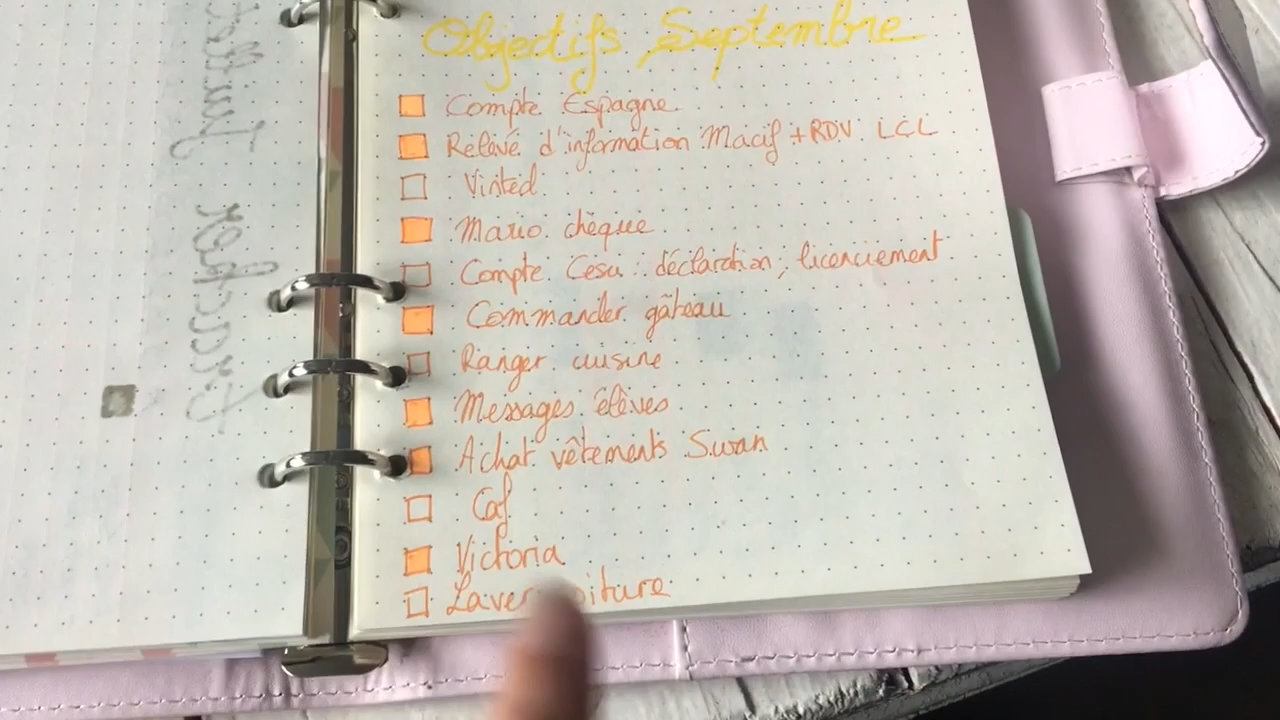 Objectifs Septembre
Compte Espagne
Relevé d'information Macif + RDV LCL
Vinted
Mario chèque
Compte Cesu : déclaration, licenciement
Commander gâteau
Ranger cuisine
Messages élèves
Achat vêtements Swan
Caf
Victoria
Laver